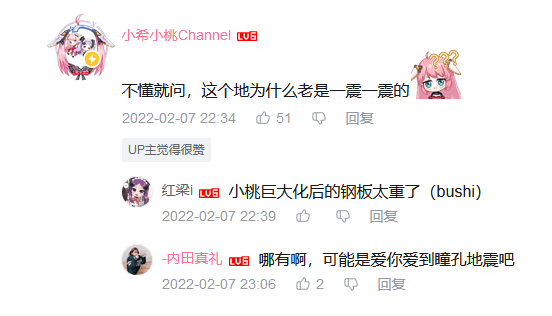 小希小桃Channel LV6
不懂就问，这个地为什么老是一震一震的
2022-02-07 22:34 51 回复
UP主觉得很赞
红梁i LV6 小桃巨大化后的钢板太重了（bushi）
2022-02-07 22:39 回复
-内田真礼 LV6 哪有啊，可能是爱你爱到瞳孔地震吧
2022-02-07 23:06 2 回复